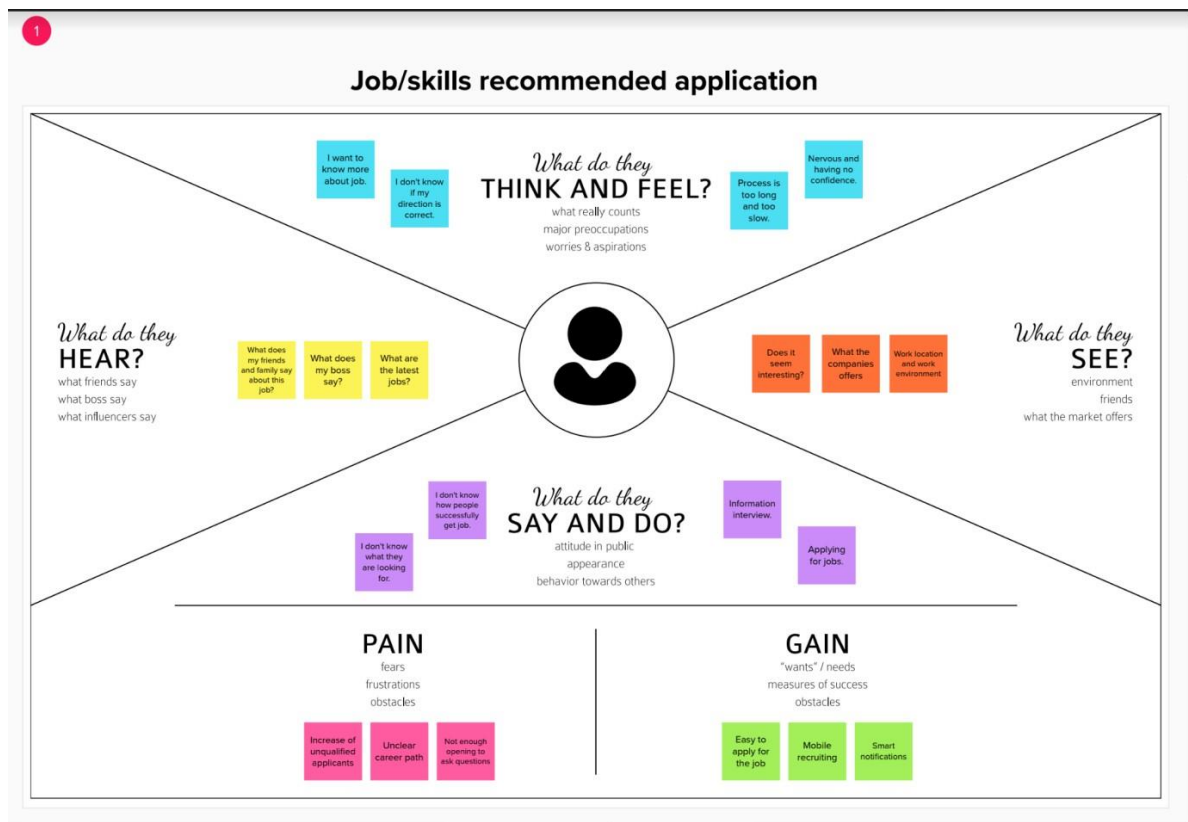 1
Job/skills recommended application
I want to
know more
about job.
I don't know
if my
direction is
correct.
What do they
THINK AND FEEL?
what really counts
major preoccupations
worries & aspirations
Process is
too long
and too
slow.
Nervous and
having no
confidence.
What do they
HEAR?
what friends say
what boss say
what influencers say
What does
my friends
and family say
about this
job?
What does
my boss
say?
What are
the latest
jobs?
Does it
seem
interesting?
What the
companies
offers
Work location
and work
environment
What do they
SEE?
environment
friends
what the market offers
I don't know
how people
successfully
get job.
I don't know
what they
are looking
for.
What do they
SAY AND DO?
attitude in public
appearance
behavior towards others
Information
interview.
Applying
for jobs.
PAIN
fears
frustrations
obstacles
Increase of
unqualified
applicants
Unclear
career path
Not enough
opening to
ask questions
GAIN
"wants" / needs
measures of success
obstacles
Easy to
apply for
the job
Mobile
recruiting
Smart
notifications